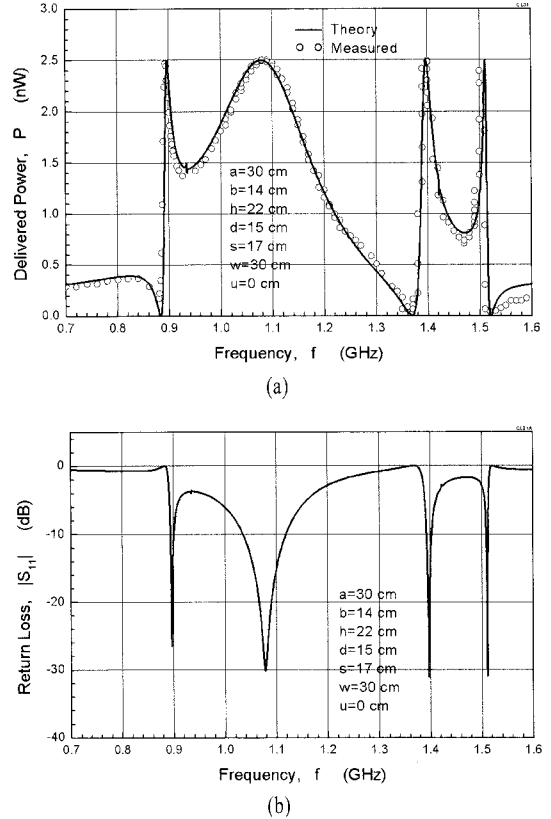 3.0
2.5
2.0
1.5
1.0
0.5
0.0
Delivered Power, P (nW)
Theory
Measured
a=30 cm
b=14 cm
h=22 cm
d=15 cm
s=17 cm
w=30 cm
u=0 cm
0.7 0.8 0.9 1.0 1.1 1.2 1.3 1.4 1.5 1.6
Frequency, f (GHz)
(a)
0
-10
-20
-30
-40
Return Loss, |S11| (dB)
a=30 cm
b=14 cm
h=22 cm
d=15 cm
s=17 cm
w=30 cm
u=0 cm
0.7 0.8 0.9 1.0 1.1 1.2 1.3 1.4 1.5 1.6
Frequency, f (GHz)
(b)